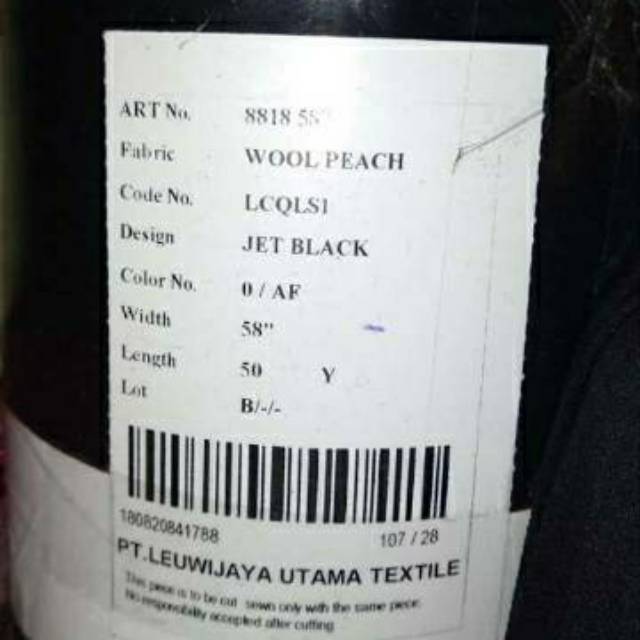 ART No. 8818 58"
Fabric WOOL PEACH
Code No. LCQLS1
Design JET BLACK
Color No. 0 / AF
Width 58"
Length 50 Y
Lot B/-/-
180820841788 107 / 28
PT.LEUWIJAYA UTAMA TEXTILE
This piece is to be cut sewn only with the same piece.
No responsibility accepted after cutting